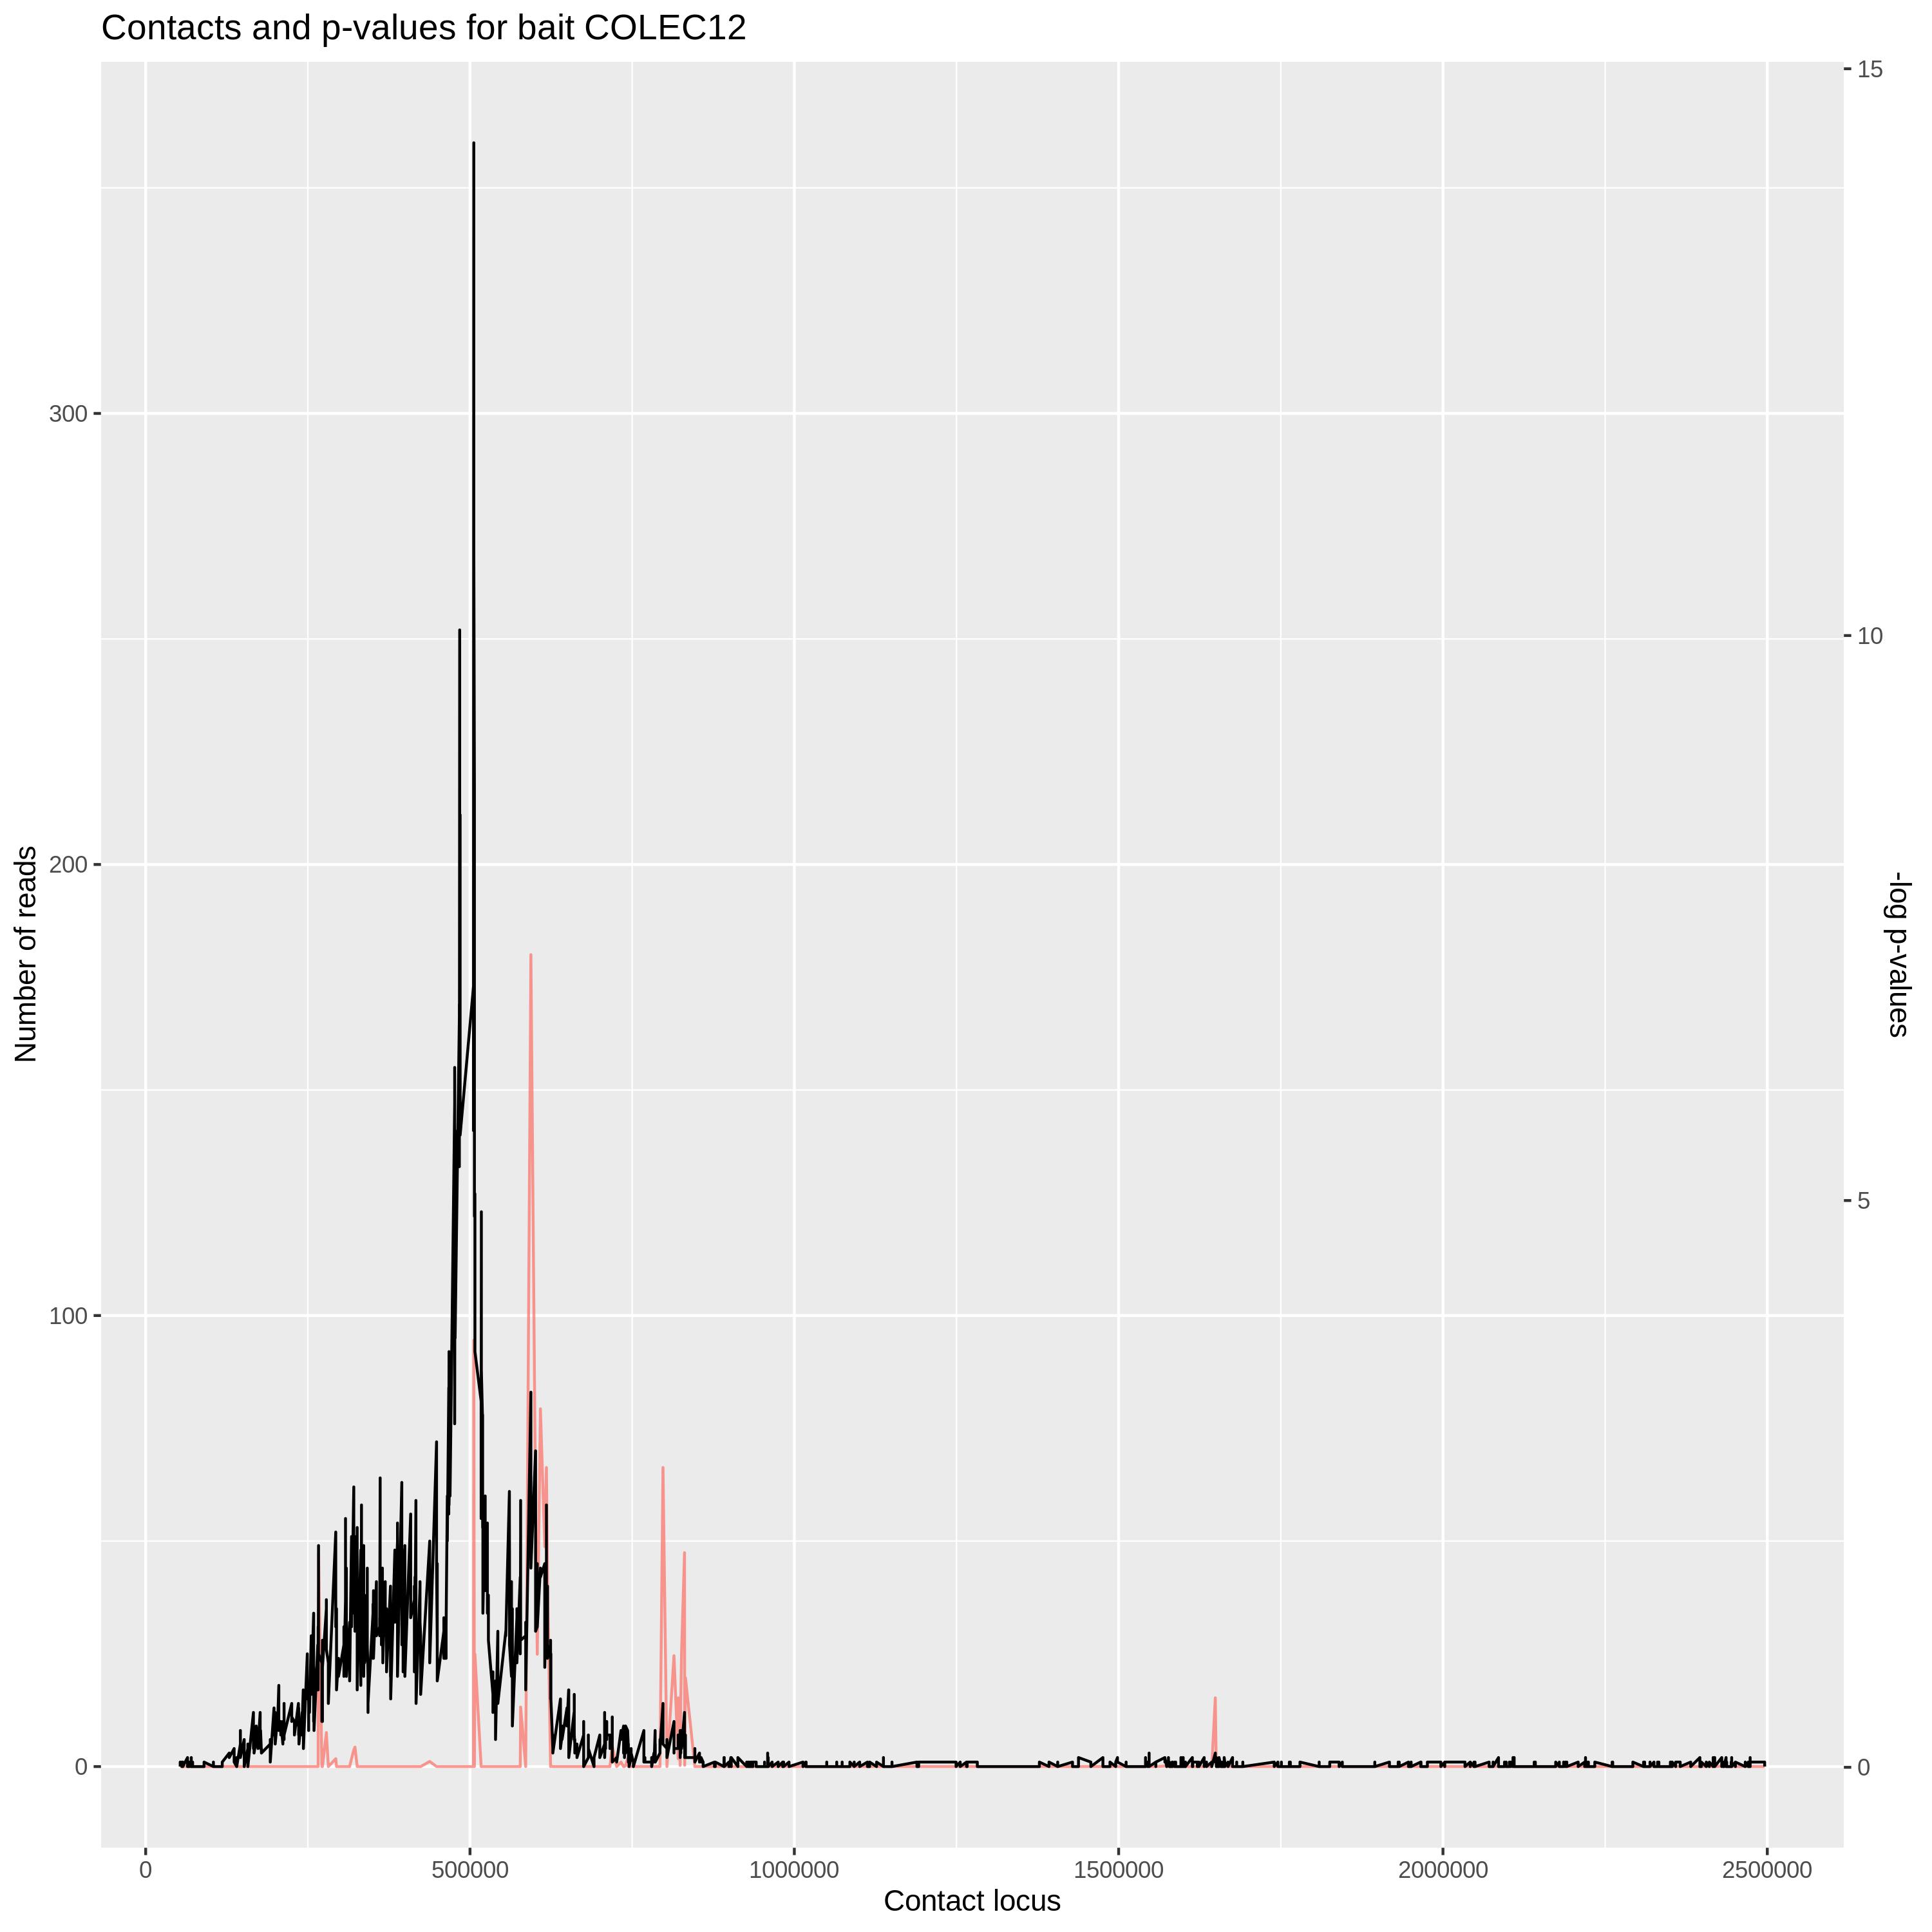 Contacts and p-values for bait COLEC12
Number of reads
300
200
100
0
15
10
5
0
-log p-values
0 500000 1000000 1500000 2000000 2500000
Contact locus